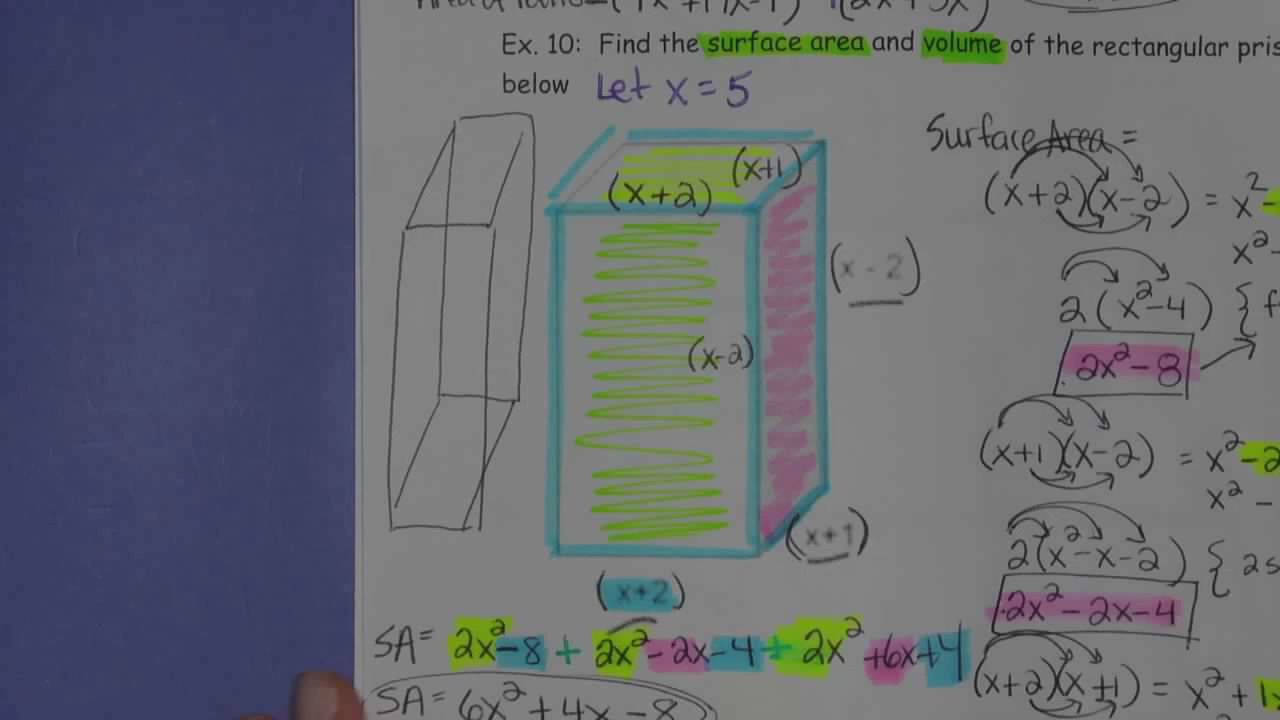 Ex. 10: Find the surface area and volume of the rectangular pris
below Let x = 5
Surface Area =
(x+2)(x-2) = x²-
x²-
2(x²-4) { f
2x²-8
(x+1)(x-2) = x²-2
x²-
2(x²-x-2) { 2s
2x²-2x-4
(x+2)(x+1) = x²+1
(x+1)
(x+2)
(x - 2)
(x-2)
(x+1)
(x+2)
SA= 2x²-8 + 2x²-2x-4 + 2x²+6x+4
SA= 6x²+4x-8